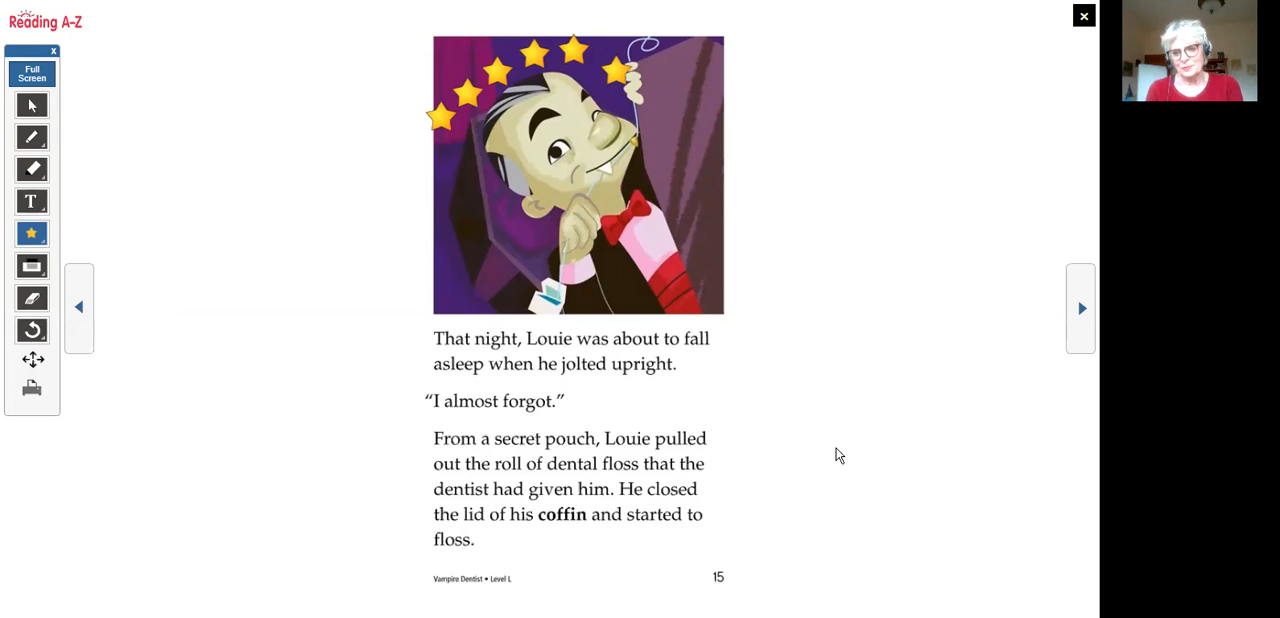 Reading A-Z
x
Full
Screen
T
That night, Louie was about to fall
asleep when he jolted upright.
“I almost forgot.”
From a secret pouch, Louie pulled
out the roll of dental floss that the
dentist had given him. He closed
the lid of his coffin and started to
floss.
Vampire Dentist • Level L
15